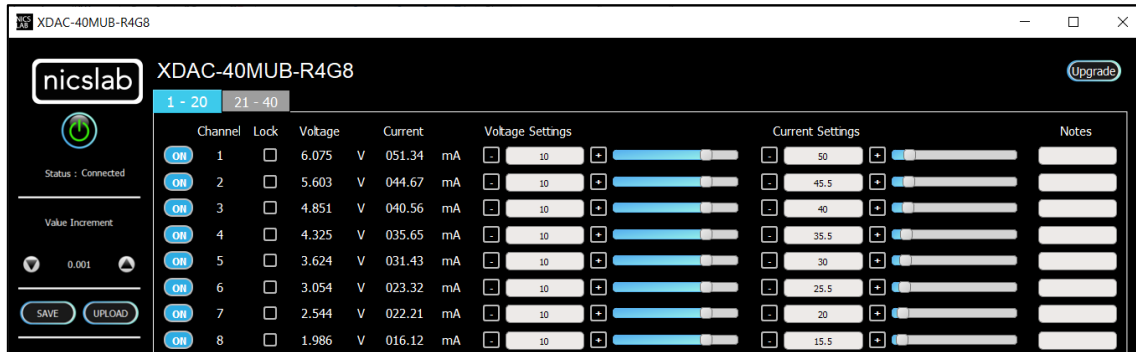 NICS LAB XDAC-40MUB-R4G8
nicslab XDAC-40MUB-R4G8 Upgrade
1 - 20 21 - 40
Channel Lock Voltage Current Voltage Settings Current Settings Notes
ON 1 6.075 V 051.34 mA - 10 + - 50 +
Status : Connected
ON 2 5.603 V 044.67 mA - 10 + - 45.5 +
ON 3 4.851 V 040.56 mA - 10 + - 40 +
Value Increment
ON 4 4.325 V 035.65 mA - 10 + - 35.5 +
0.001
ON 5 3.624 V 031.43 mA - 10 + - 30 +
ON 6 3.054 V 023.32 mA - 10 + - 25.5 +
SAVE UPLOAD
ON 7 2.544 V 022.21 mA - 10 + - 20 +
ON 8 1.986 V 016.12 mA - 10 + - 15.5 +